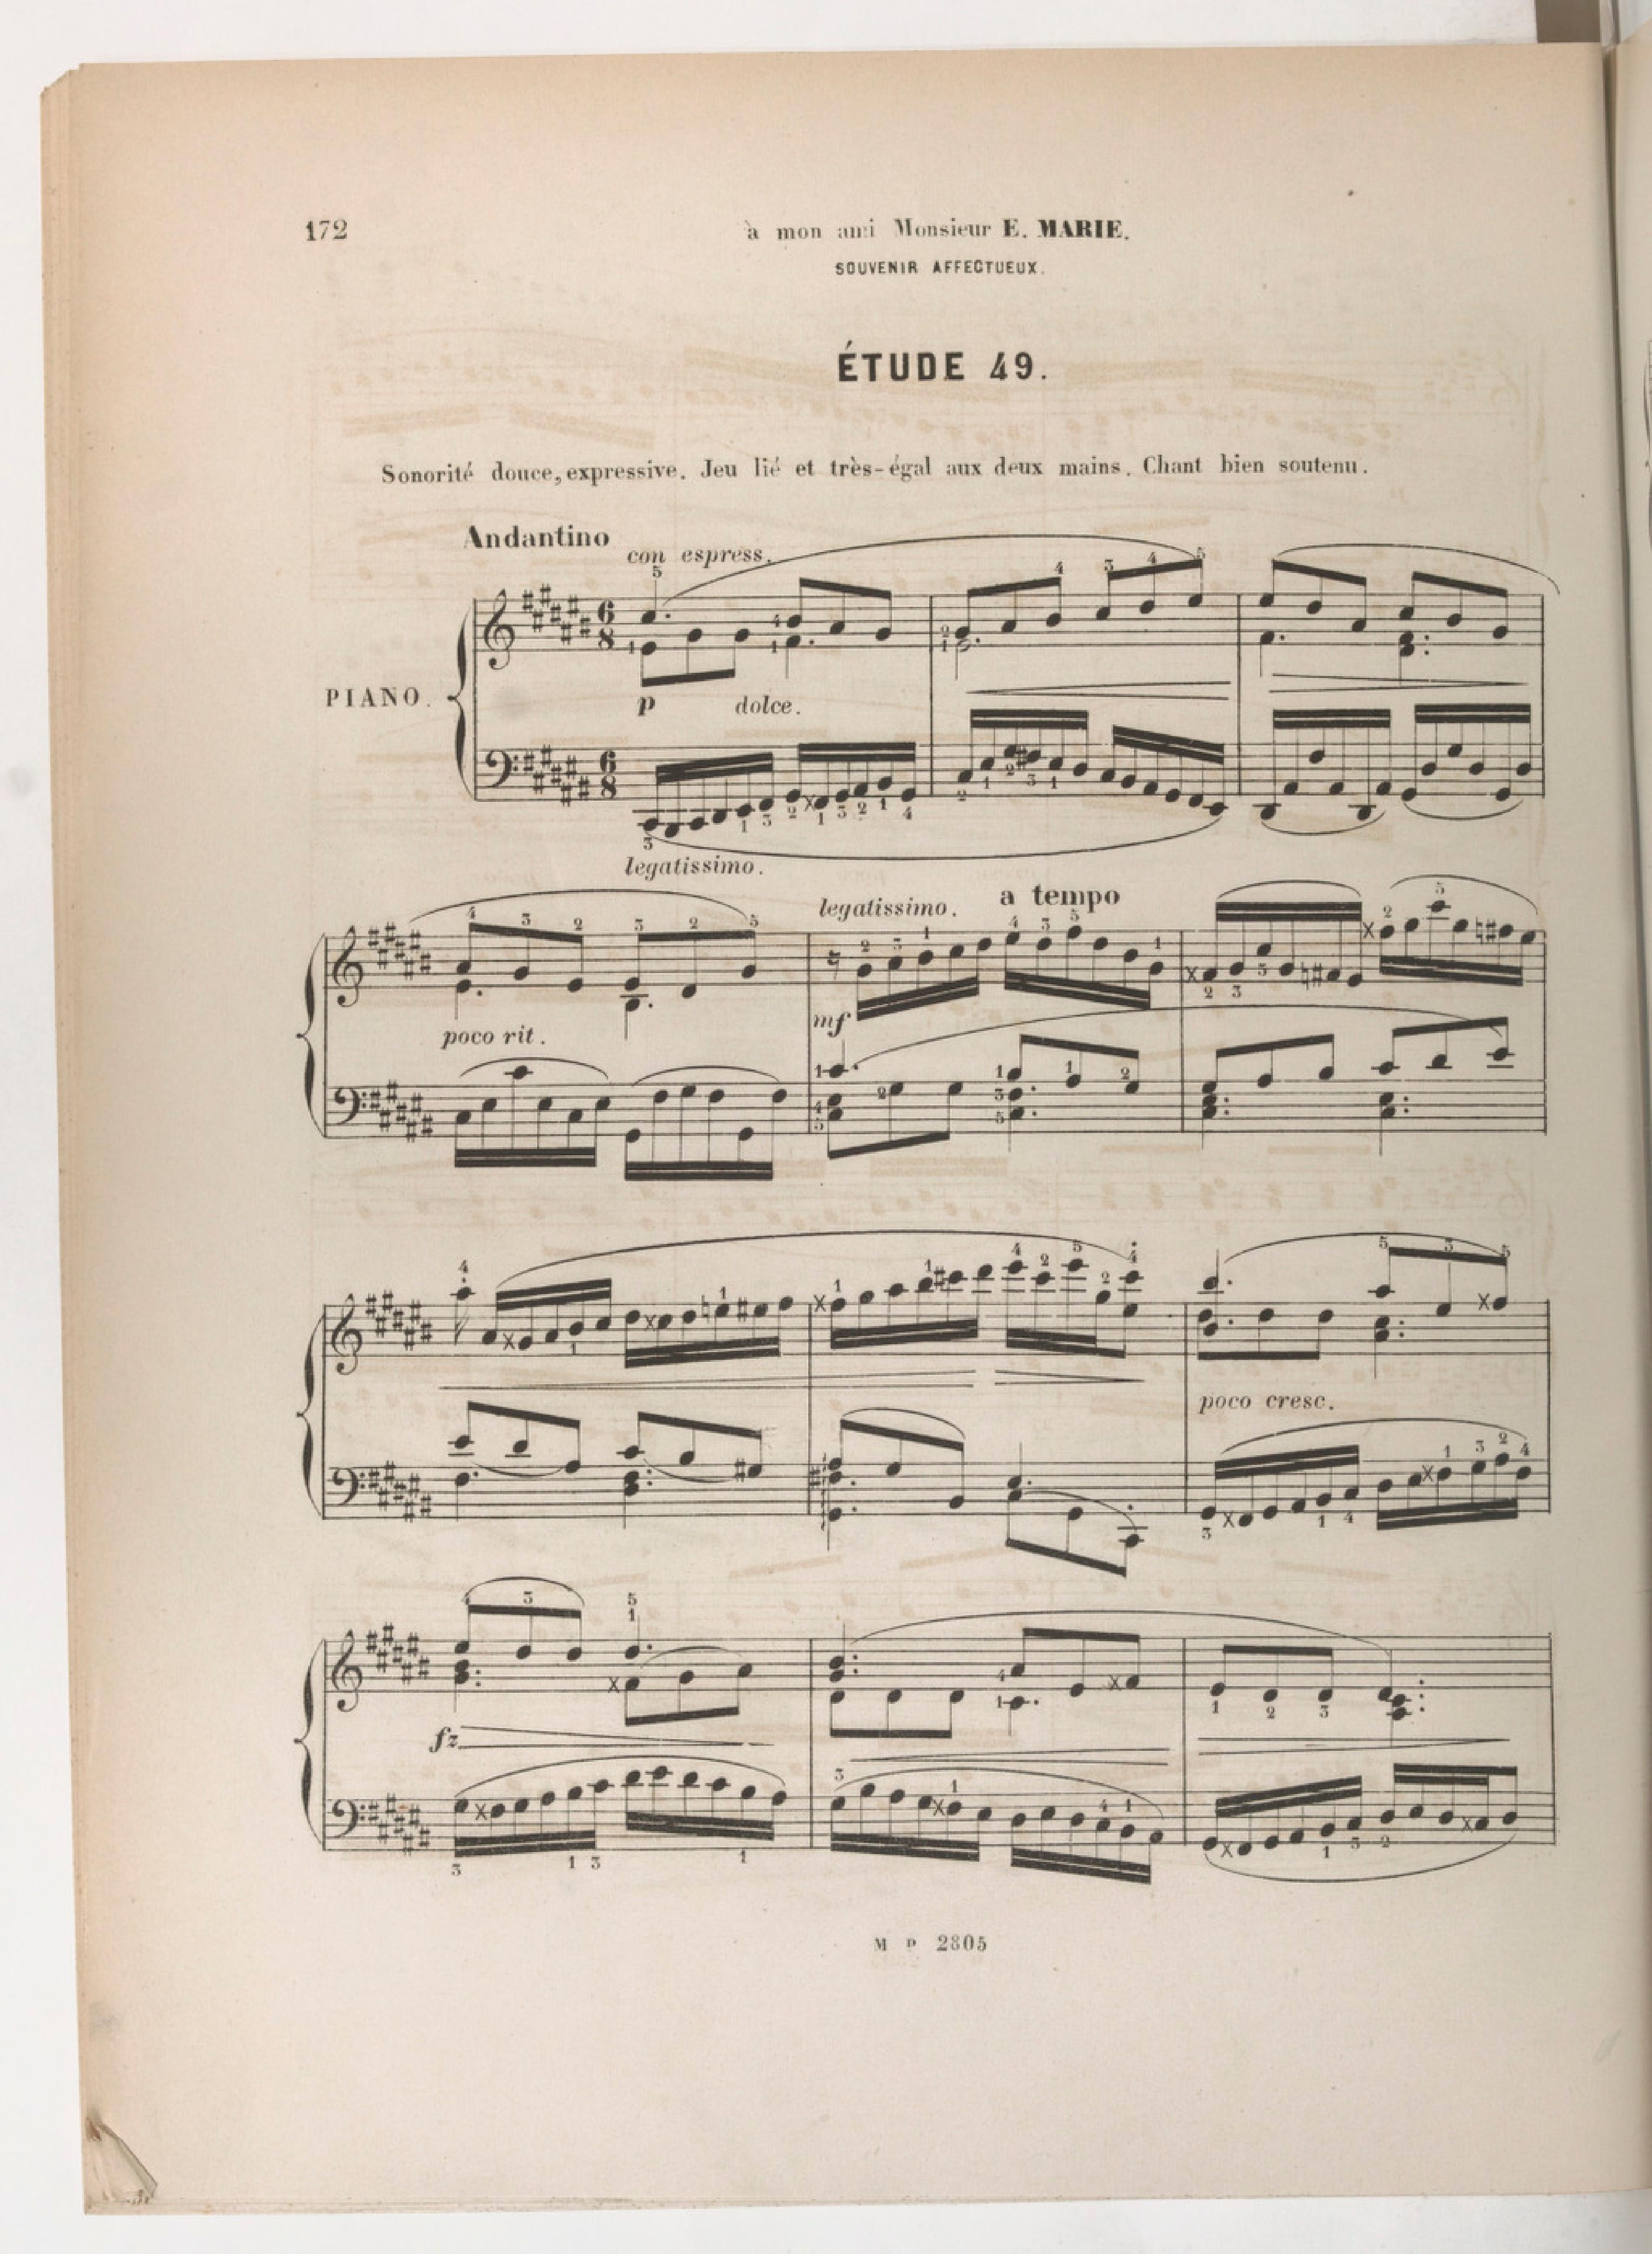 172
à mon ami Monsieur E. MARIE.
SOUVENIR AFFECTUEUX.
ÉTUDE 49.
Sonorité douce, expressive. Jeu lié et très-égal aux deux mains. Chant bien soutenu.
Andantino
con espress.
PIANO.
p dolce.
legatissimo.
legatissimo. a tempo
poco rit.
mf
poco cresc.
fz
M P 2805